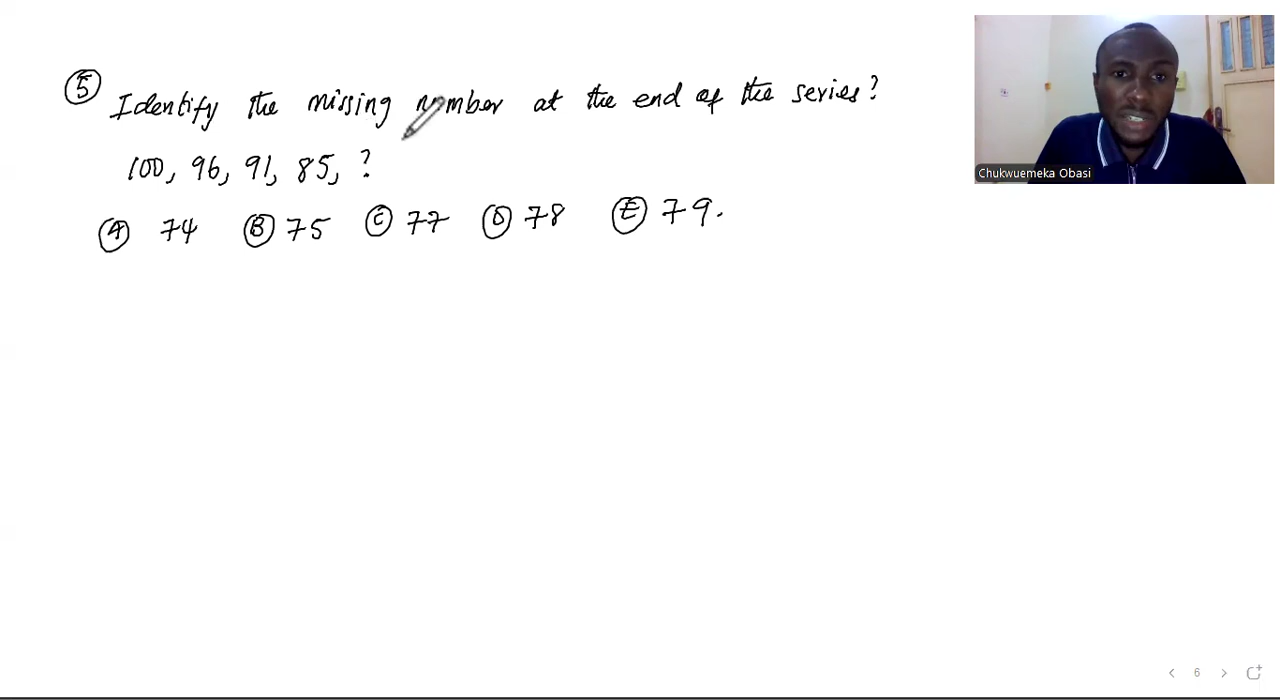 ⑤ Identify the missing number at the end of the series?
100, 96, 91, 85, ?
Ⓐ 74 Ⓑ 75 Ⓒ 77 Ⓓ 78 Ⓔ 79.
Chukwuemeka Obasi
6